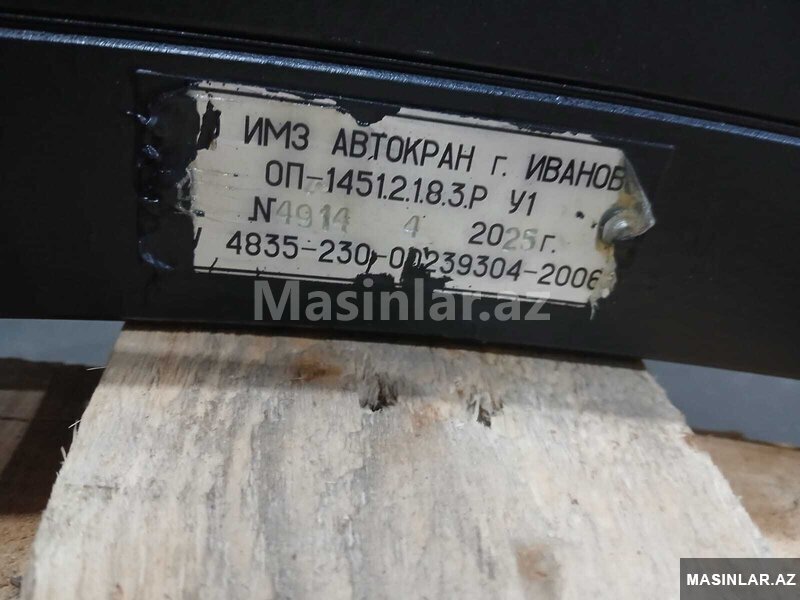 ИМЗ АВТОКРАН г. ИВАНОВ
ОП-1451.2.1.8.3.Р У1
№4914 4 2025г.
4835-230-00239304-2006
Masinlar.az
MASINLAR.AZ